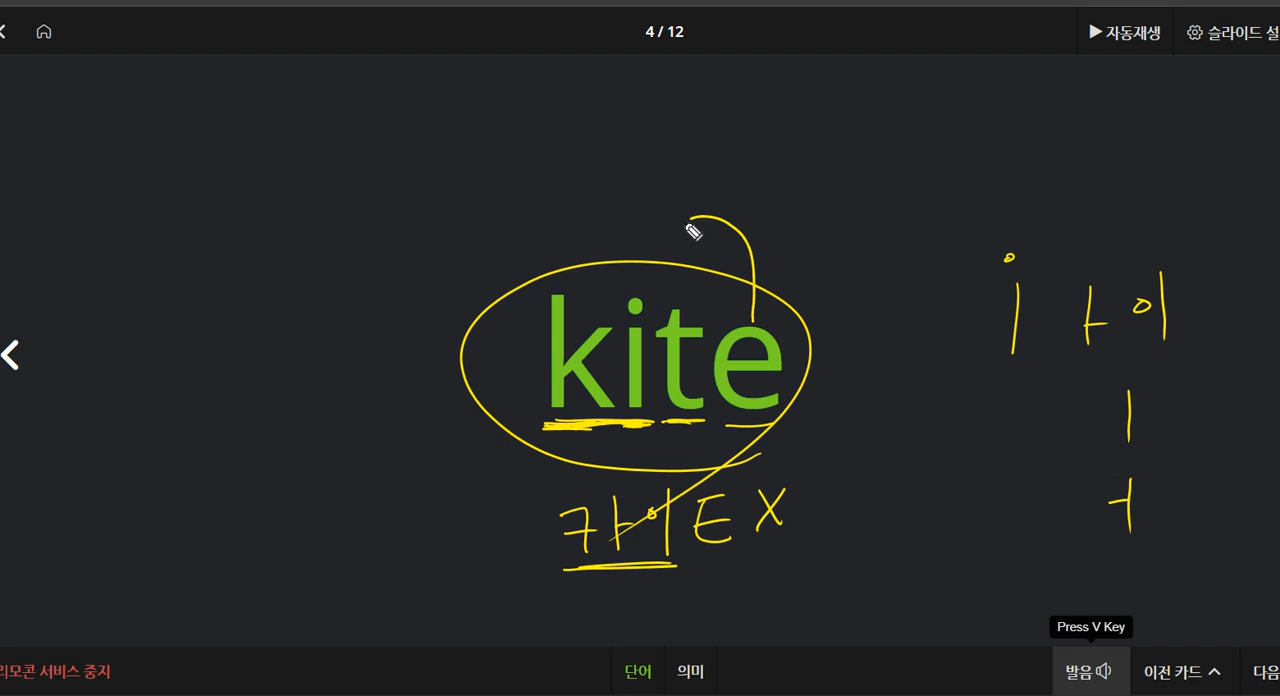 4 / 12
▶ 자동재생
슬라이드 설
kite
i ㅏ이
ㅣ
ㅓ
카이 E X
Press V Key
리모콘 서비스 중지
단어
의미
발음
이전 카드
다음